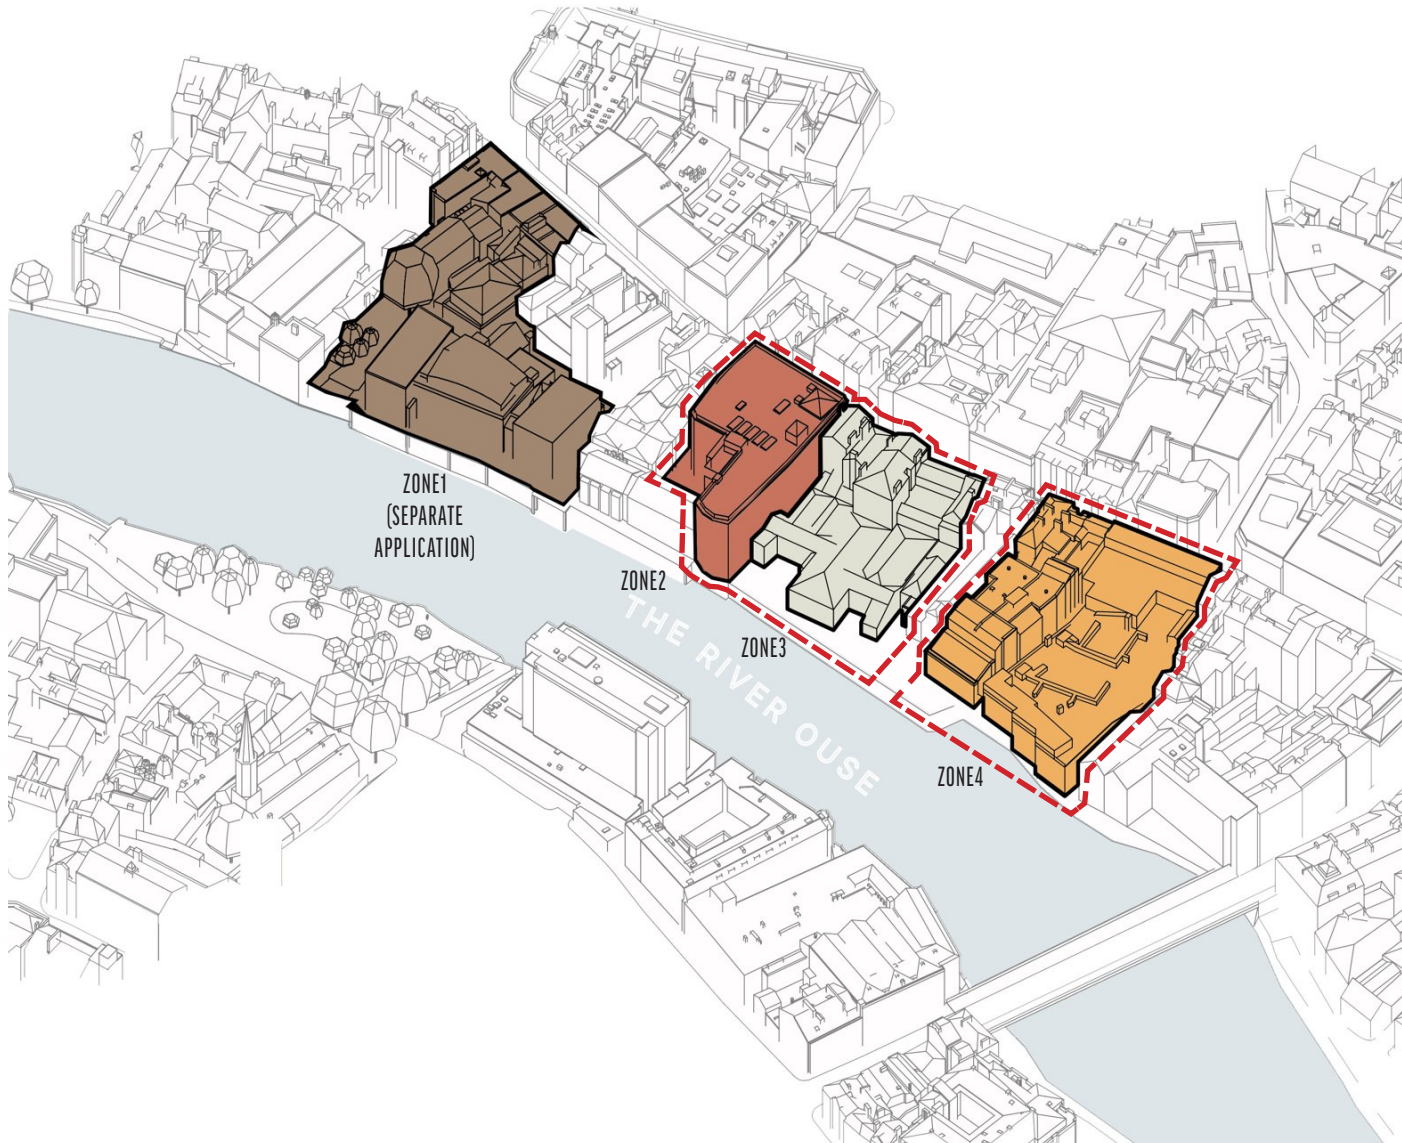 ZONE1
(SEPARATE
APPLICATION)
ZONE2
THE RIVER OUSE
ZONE3
ZONE4